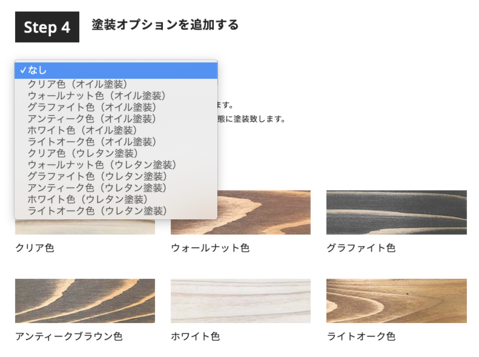 Step 4
塗装オプションを追加する
✓なし
クリア色（オイル塗装）
ウォールナット色（オイル塗装）
グラファイト色（オイル塗装）
アンティーク色（オイル塗装）
ホワイト色（オイル塗装）
ライトオーク色（オイル塗装）
クリア色（ウレタン塗装）
ウォールナット色（ウレタン塗装）
グラファイト色（ウレタン塗装）
アンティーク色（ウレタン塗装）
ホワイト色（ウレタン塗装）
ライトオーク色（ウレタン塗装）
ます。
態に塗装致します。
クリア色
ウォールナット色
グラファイト色
アンティークブラウン色
ホワイト色
ライトオーク色